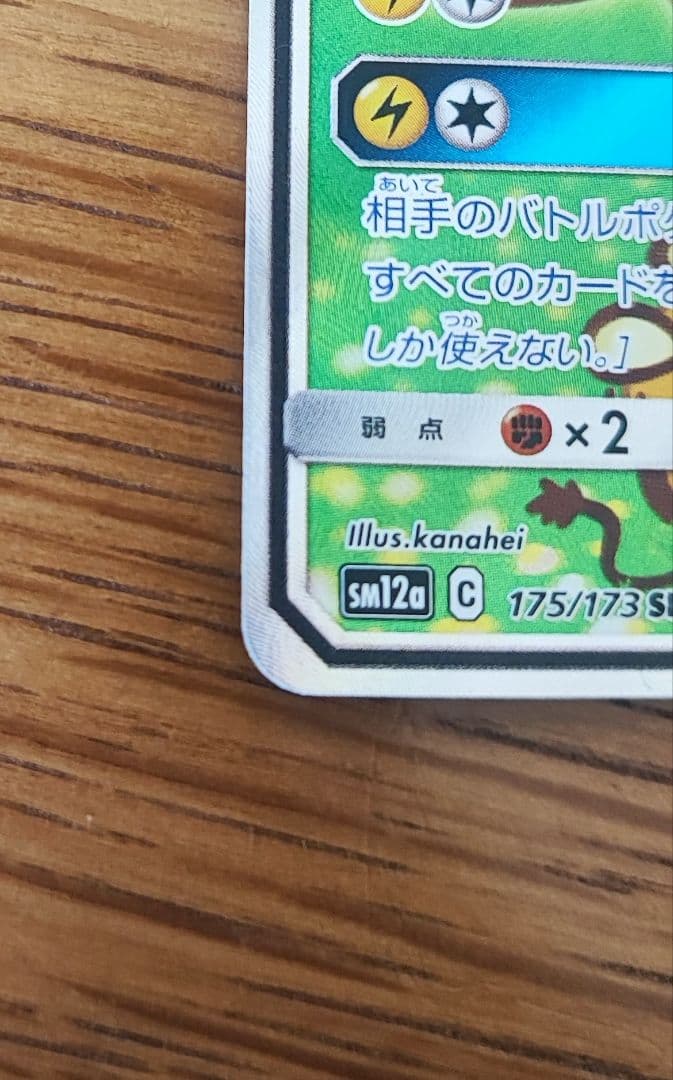 あいて
相手のバトルポ
すべてのカードを
つか
しか使えない。]
弱 点 ×2
Illus.kanahei
SM12a C 175/173